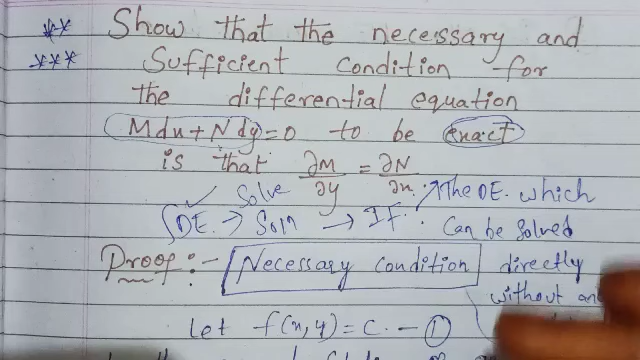 ** Show that the necessary and
*** Sufficient Condition for
the differential equation
Mdx + Ndy = 0 to be exact
is that ∂M/∂y = ∂N/∂x.
Solve
The DE. which
DE. → Soln → I F.
Can be Solved
Proof :- Necessary Condition
directly
without
Let f(x,y) = C. — ①